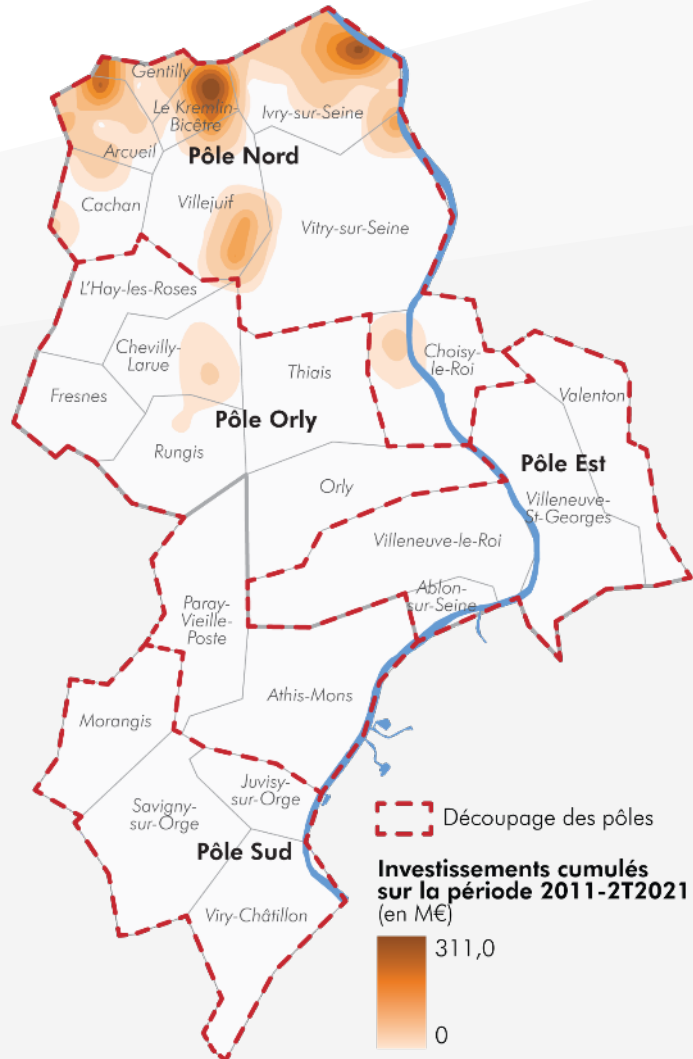 Gentilly
Le Kremlin-
Bicêtre
Ivry-sur-Seine
Arcueil
Pôle Nord
Cachan
Villejuif
Vitry-sur-Seine
L'Hay-les-Roses
Chevilly-
Larue
Thiais
Choisy-
le-Roi
Fresnes
Valenton
Pôle Orly
Rungis
Pôle Est
Orly
Villeneuve-
St-Georges
Villeneuve-le-Roi
Ablon-
sur-Seine
Paray-
Vieille-
Poste
Athis-Mons
Morangis
Juvisy-
sur-Orge
Savigny-
sur-Orge
Pôle Sud
Viry-Châtillon
Découpage des pôles
Investissements cumulés
sur la période 2011-2T2021
(en M€)
311,0
0